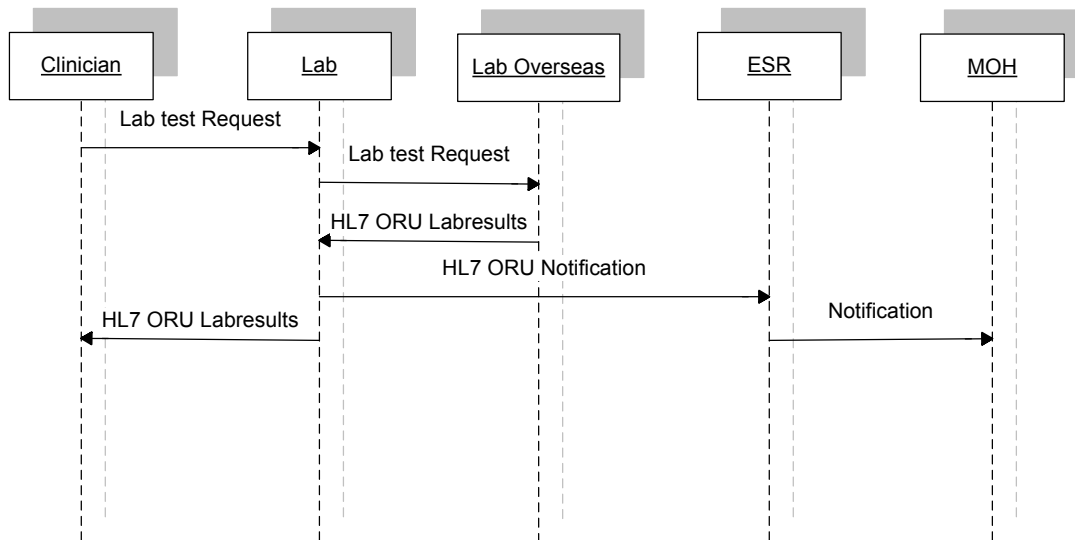 Clinician
Lab
Lab Overseas
ESR
MOH
Lab test Request
Lab test Request
HL7 ORU Labresults
HL7 ORU Notification
HL7 ORU Labresults
Notification